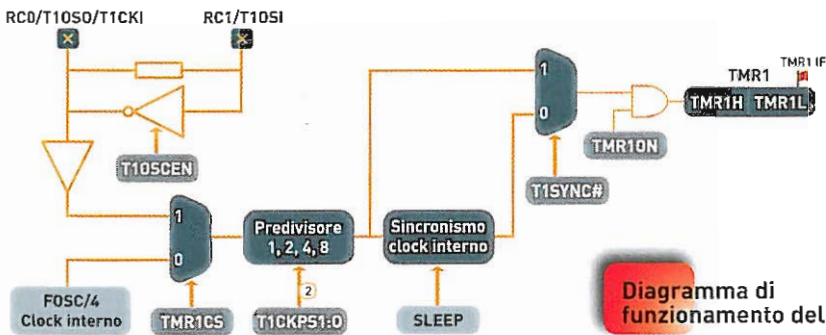 RC0/T1OSO/T1CKI
RC1/T1OSI
T1OSCEN
FOSC/4
Clock interno
1
0
TMR1CS
Predivisore
1, 2, 4, 8
2
T1CKPS1:0
Sincronismo
clock interno
SLEEP
1
0
T1SYNC#
TMR1ON
TMR1
TMR1IF
TMR1H TMR1L
Diagramma di
funzionamento del